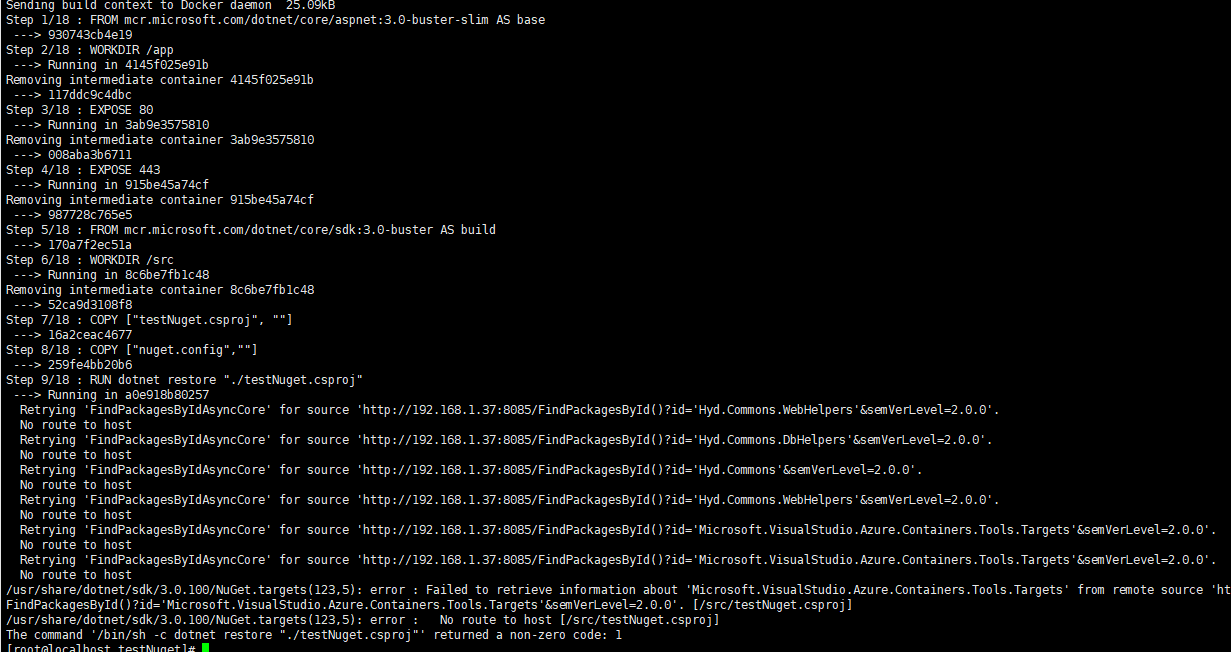 Sending build context to Docker daemon  25.09kB
Step 1/18 : FROM mcr.microsoft.com/dotnet/core/aspnet:3.0-buster-slim AS base
 ---> 930743cb4e19
Step 2/18 : WORKDIR /app
 ---> Running in 4145f025e91b
Removing intermediate container 4145f025e91b
 ---> 117ddc9c4dbc
Step 3/18 : EXPOSE 80
 ---> Running in 3ab9e3575810
Removing intermediate container 3ab9e3575810
 ---> 008aba3b6711
Step 4/18 : EXPOSE 443
 ---> Running in 915be45a74cf
Removing intermediate container 915be45a74cf
 ---> 987728c765e5
Step 5/18 : FROM mcr.microsoft.com/dotnet/core/sdk:3.0-buster AS build
 ---> 170a7f2ec51a
Step 6/18 : WORKDIR /src
 ---> Running in 8c6be7fb1c48
Removing intermediate container 8c6be7fb1c48
 ---> 52ca9d3108f8
Step 7/18 : COPY ["testNuget.csproj", ""]
 ---> 16a2ceac4677
Step 8/18 : COPY ["nuget.config",""]
 ---> 259fe4bb20b6
Step 9/18 : RUN dotnet restore "./testNuget.csproj"
 ---> Running in a0e918b80257
  Retrying 'FindPackagesByIdAsyncCore' for source 'http://192.168.1.37:8085/FindPackagesById()?id='Hyd.Commons.WebHelpers'&semVerLevel=2.0.0'.
  No route to host
  Retrying 'FindPackagesByIdAsyncCore' for source 'http://192.168.1.37:8085/FindPackagesById()?id='Hyd.Commons.DbHelpers'&semVerLevel=2.0.0'.
  No route to host
  Retrying 'FindPackagesByIdAsyncCore' for source 'http://192.168.1.37:8085/FindPackagesById()?id='Hyd.Commons'&semVerLevel=2.0.0'.
  No route to host
  Retrying 'FindPackagesByIdAsyncCore' for source 'http://192.168.1.37:8085/FindPackagesById()?id='Hyd.Commons.WebHelpers'&semVerLevel=2.0.0'.
  No route to host
  Retrying 'FindPackagesByIdAsyncCore' for source 'http://192.168.1.37:8085/FindPackagesById()?id='Microsoft.VisualStudio.Azure.Containers.Tools.Targets'&semVerLevel=2.0.0'.
  No route to host
  Retrying 'FindPackagesByIdAsyncCore' for source 'http://192.168.1.37:8085/FindPackagesById()?id='Microsoft.VisualStudio.Azure.Containers.Tools.Targets'&semVerLevel=2.0.0'.
  No route to host
/usr/share/dotnet/sdk/3.0.100/NuGet.targets(123,5): error : Failed to retrieve information about 'Microsoft.VisualStudio.Azure.Containers.Tools.Targets' from remote source 'ht
FindPackagesById()?id='Microsoft.VisualStudio.Azure.Containers.Tools.Targets'&semVerLevel=2.0.0'. [/src/testNuget.csproj]
/usr/share/dotnet/sdk/3.0.100/NuGet.targets(123,5): error :   No route to host [/src/testNuget.csproj]
The command '/bin/sh -c dotnet restore "./testNuget.csproj"' returned a non-zero code: 1
[root@localhost testNuget]#